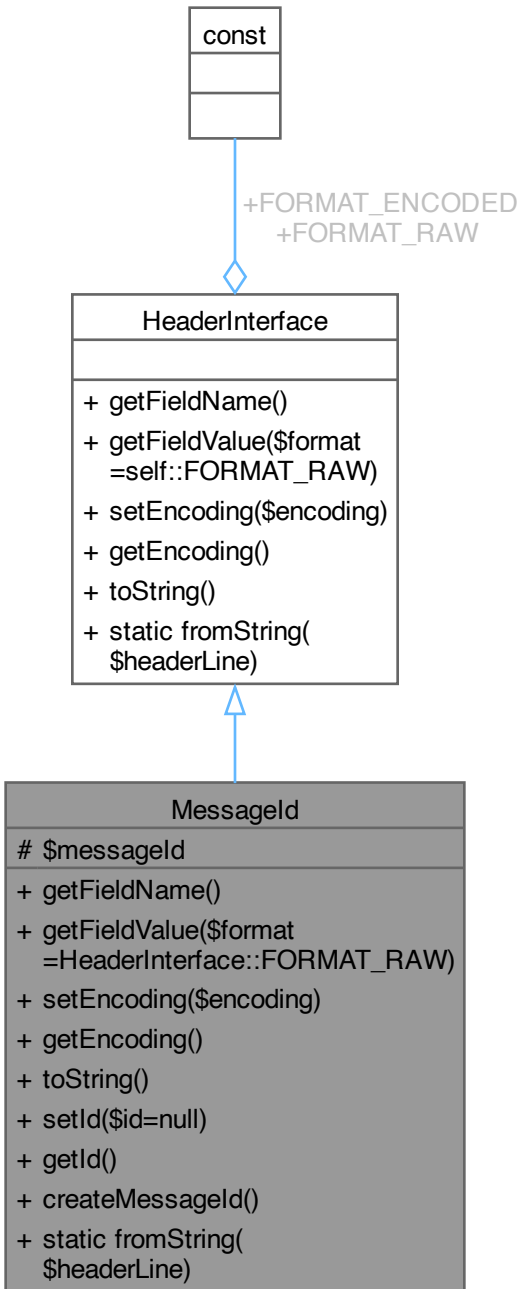 const
+FORMAT_ENCODED
+FORMAT_RAW
HeaderInterface
+ getFieldName()
+ getFieldValue($format
=self::FORMAT_RAW)
+ setEncoding($encoding)
+ getEncoding()
+ toString()
+ static fromString(
$headerLine)
MessageId
# $messageId
+ getFieldName()
+ getFieldValue($format
=HeaderInterface::FORMAT_RAW)
+ setEncoding($encoding)
+ getEncoding()
+ toString()
+ setId($id=null)
+ getId()
+ createMessageId()
+ static fromString(
$headerLine)